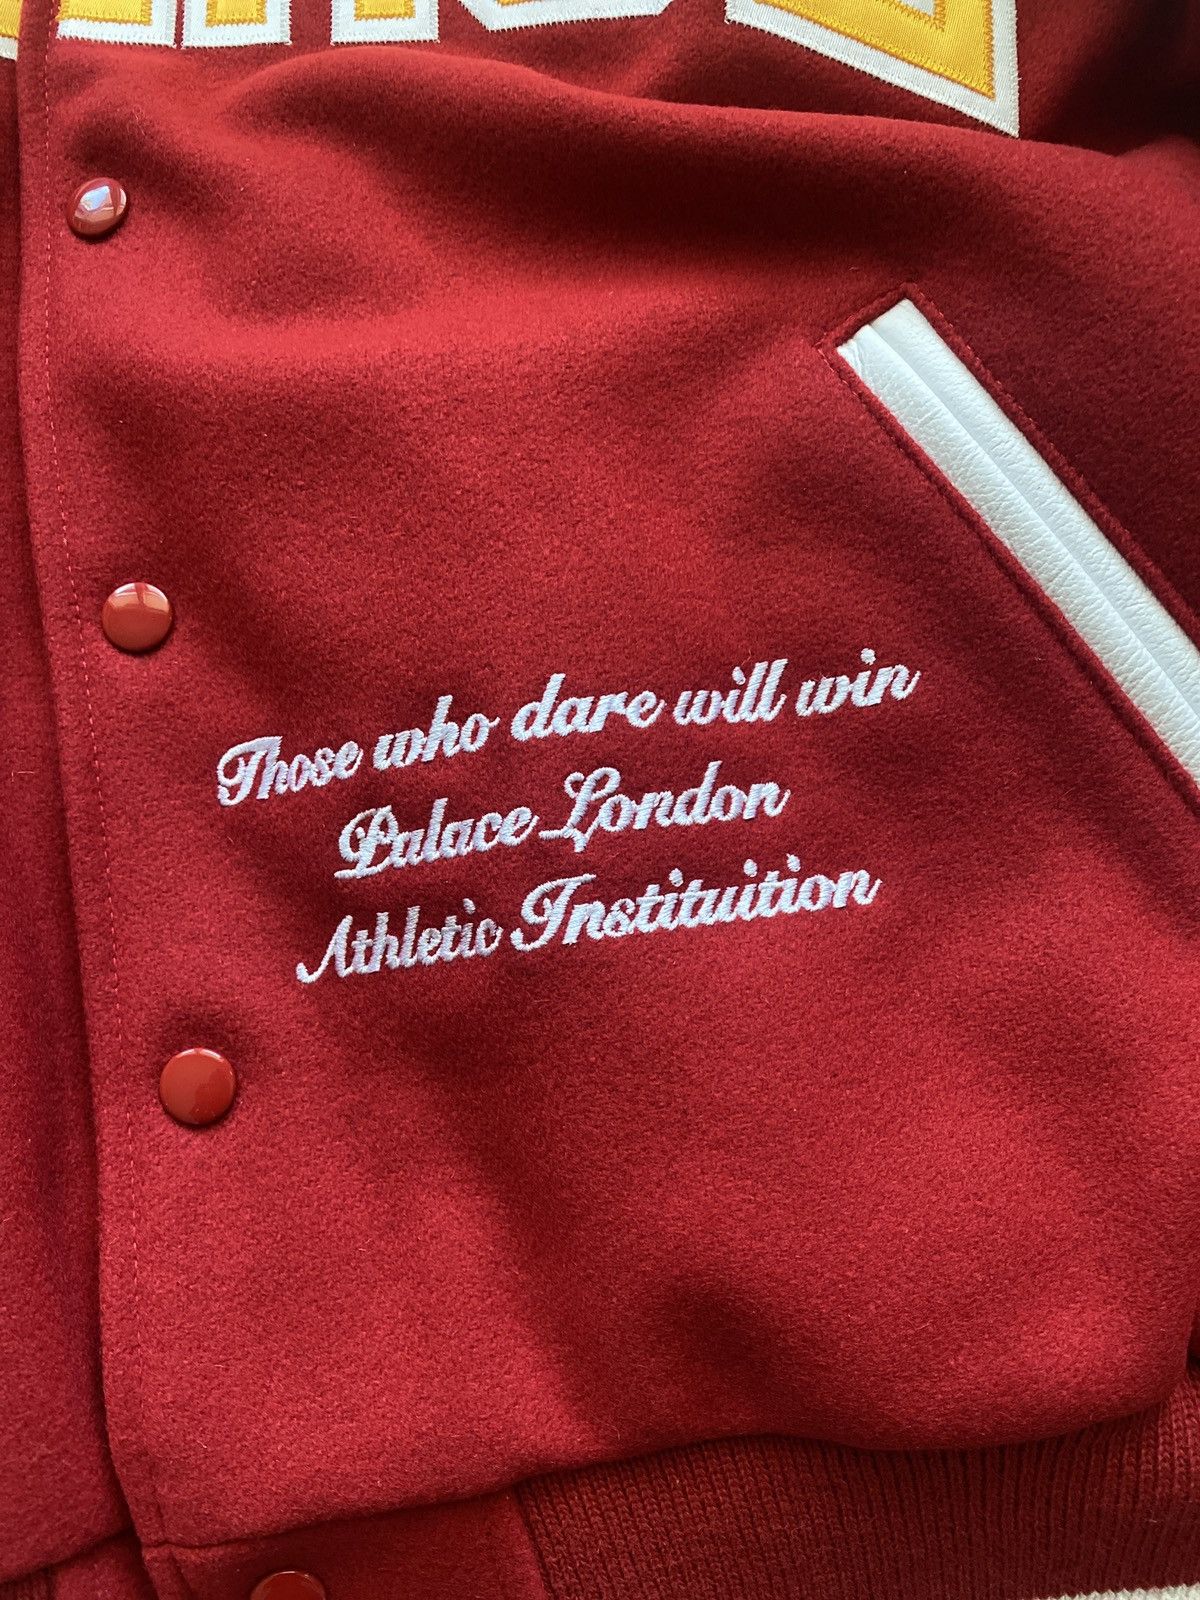 Those who dare will win
Palace London
Athletic Instituition